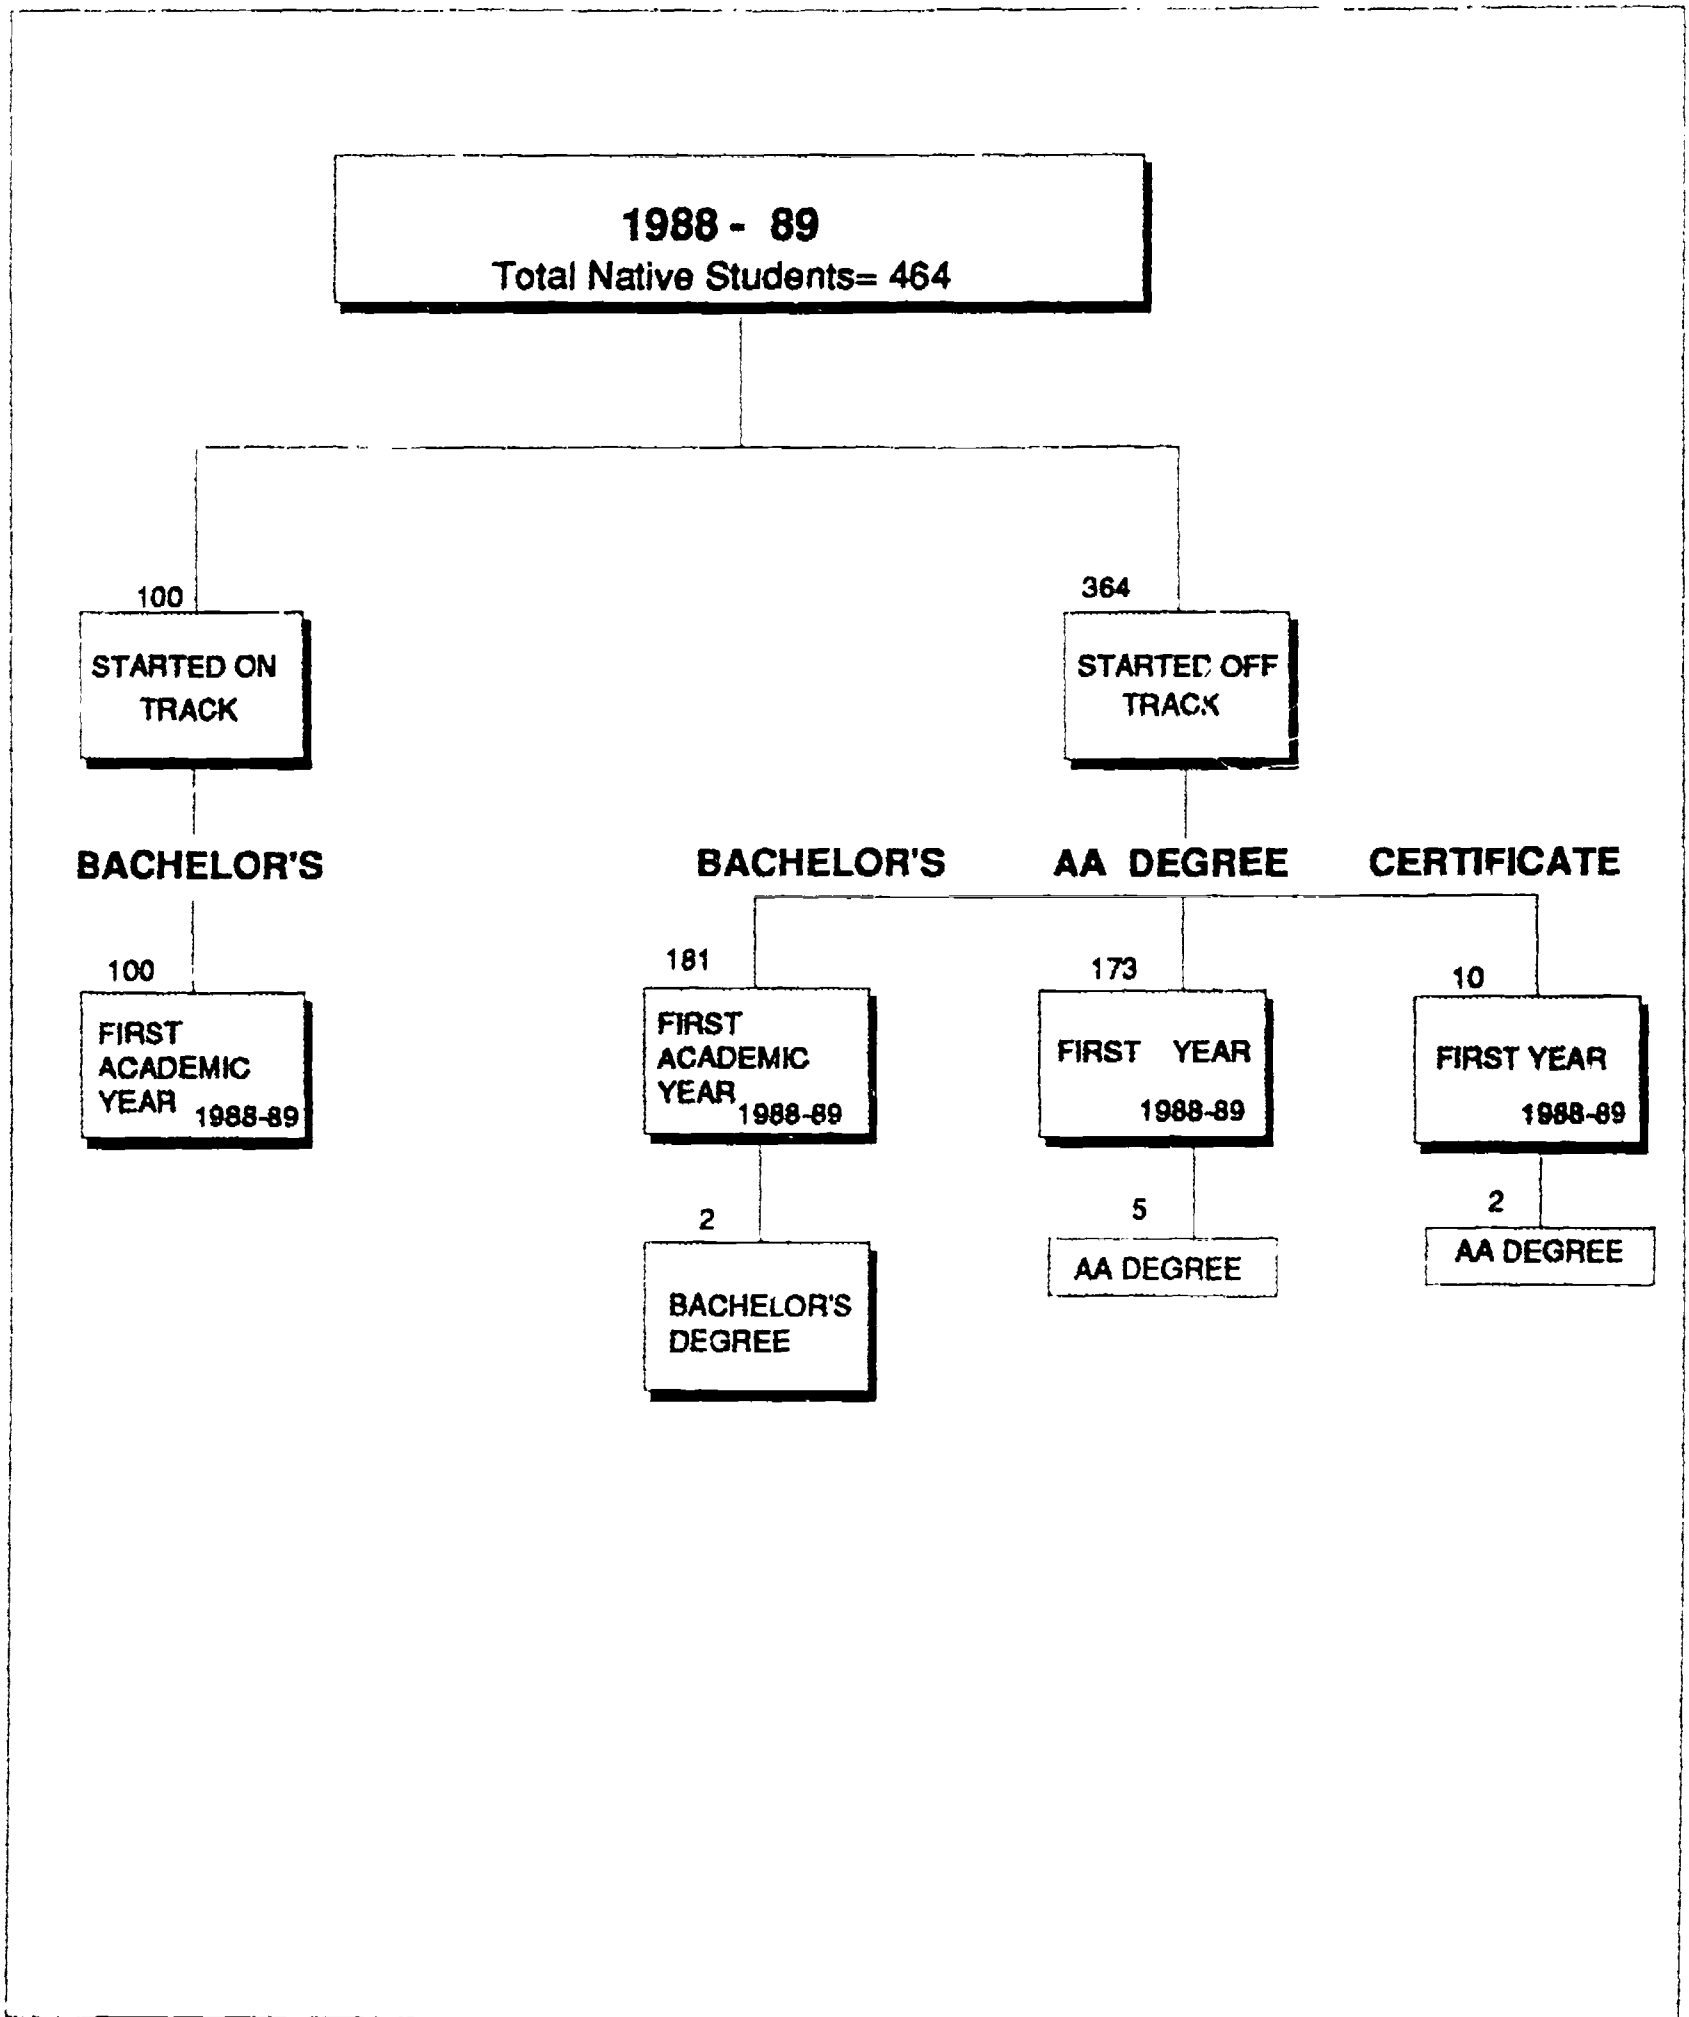 1988 - 89
Total Native Students= 464
100
STARTED ON
TRACK
364
STARTED OFF
TRACK
BACHELOR'S
BACHELOR'S
AA DEGREE
CERTIFICATE
100
FIRST
ACADEMIC
YEAR 1988-89
181
FIRST
ACADEMIC
YEAR 1988-89
173
FIRST YEAR
1988-89
10
FIRST YEAR
1988-89
2
BACHELOR'S
DEGREE
5
AA DEGREE
2
AA DEGREE